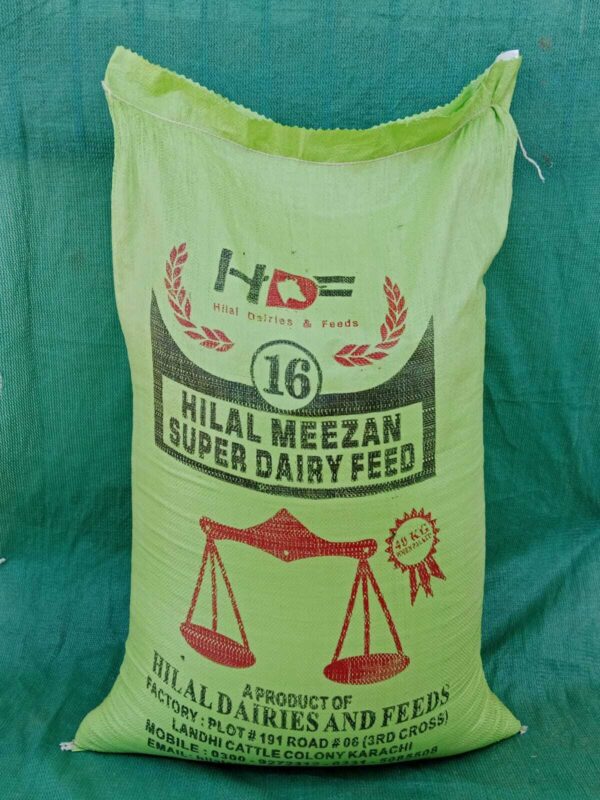 HDF
Hilal Dairies & Feeds
16
HILAL MEEZAN
SUPER DAIRY FEED
40 KG
A PRODUCT OF
HILAL DAIRIES AND FEEDS
FACTORY : PLOT # 191 ROAD # 06 (3RD CROSS)
LANDHI CATTLE COLONY KARACHI
MOBILE : 0300 -
EMAIL: